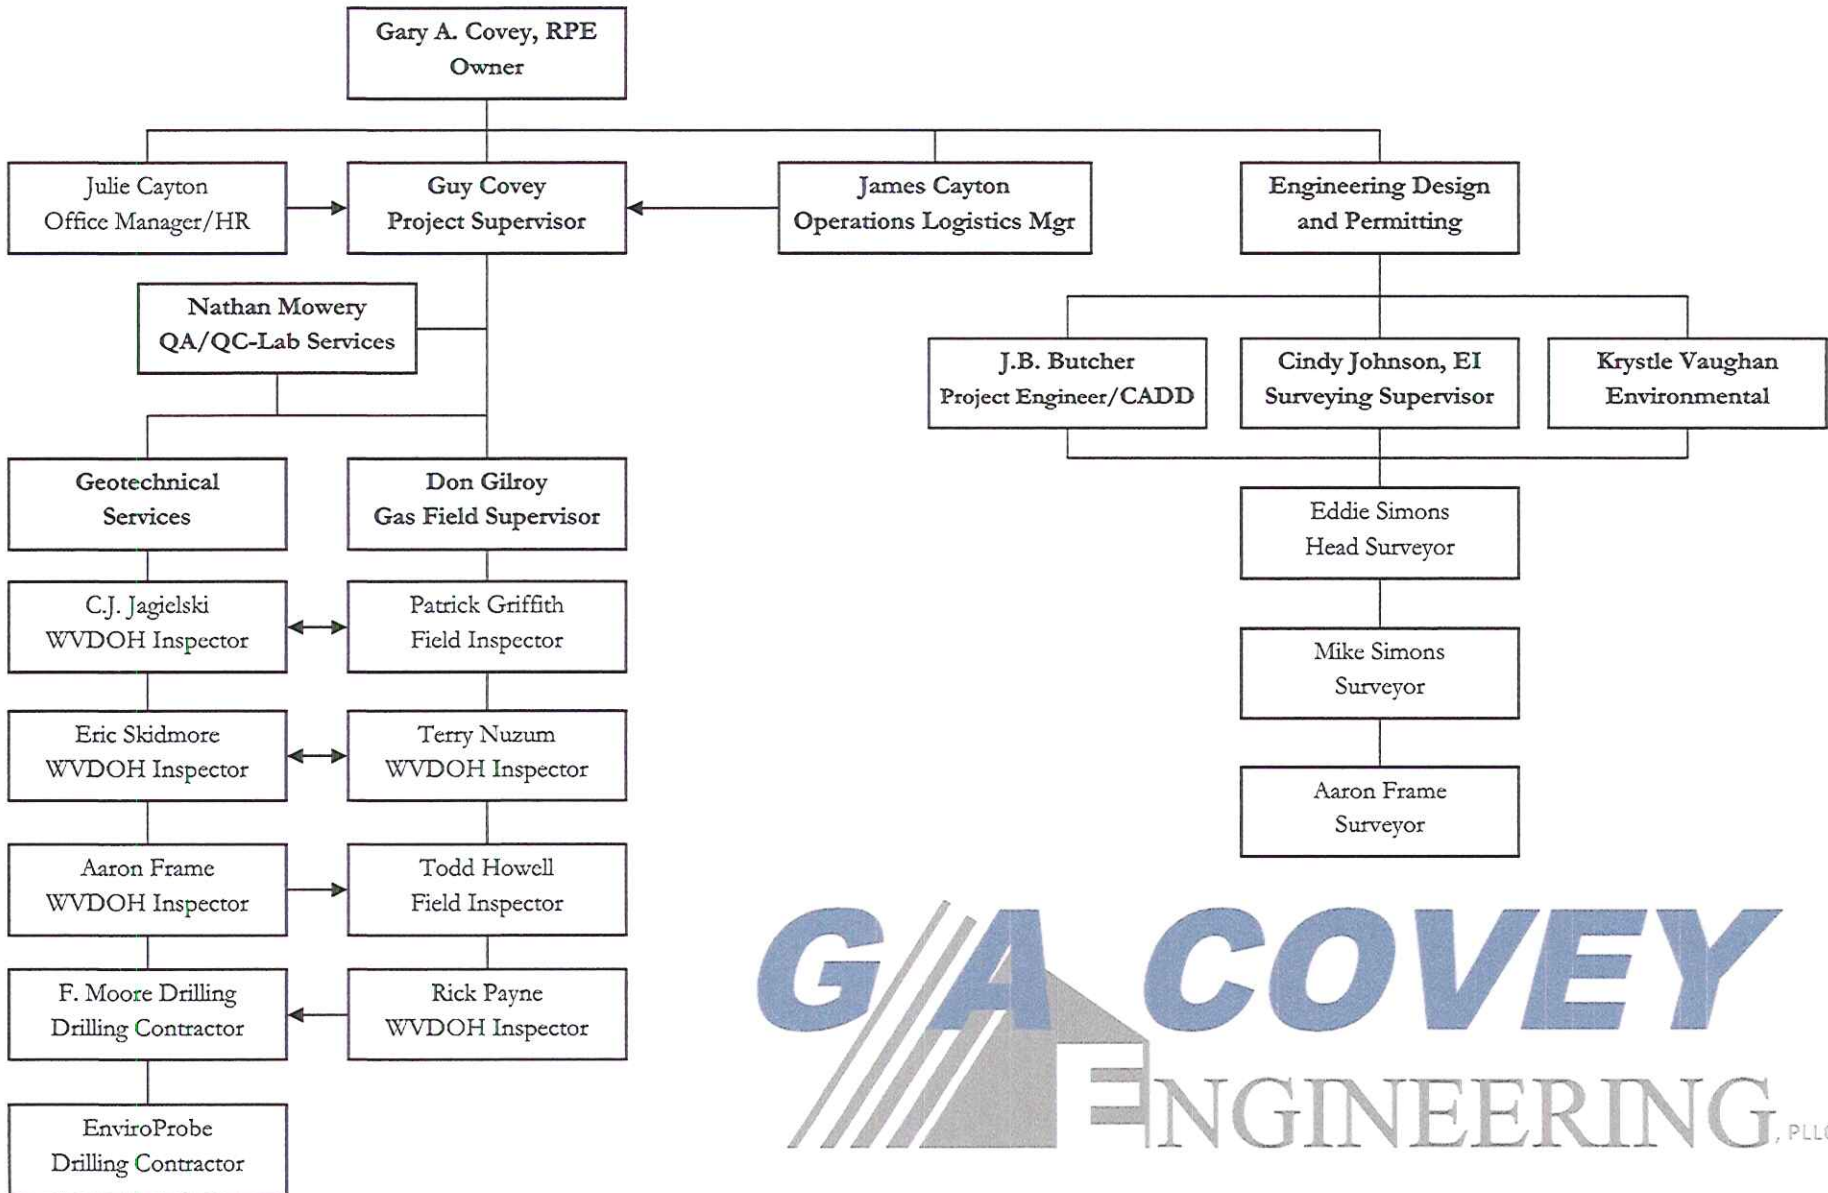 Gary A. Covey, RPE
Owner
Julie Cayton
Office Manager/HR
Guy Covey
Project Supervisor
James Cayton
Operations Logistics Mgr
Engineering Design
and Permitting
Nathan Mowery
QA/QC-Lab Services
J.B. Butcher
Project Engineer/CADD
Cindy Johnson, EI
Surveying Supervisor
Krystle Vaughan
Environmental
Geotechnical
Services
Don Gilroy
Gas Field Supervisor
Eddie Simons
Head Surveyor
C.J. Jagielski
WVDOH Inspector
Patrick Griffith
Field Inspector
Mike Simons
Surveyor
Eric Skidmore
WVDOH Inspector
Terry Nuzum
WVDOH Inspector
Aaron Frame
Surveyor
Aaron Frame
WVDOH Inspector
Todd Howell
Field Inspector
F. Moore Drilling
Drilling Contractor
Rick Payne
WVDOH Inspector
EnviroProbe
Drilling Contractor
G A COVEY
ENGINEERING, PLLC